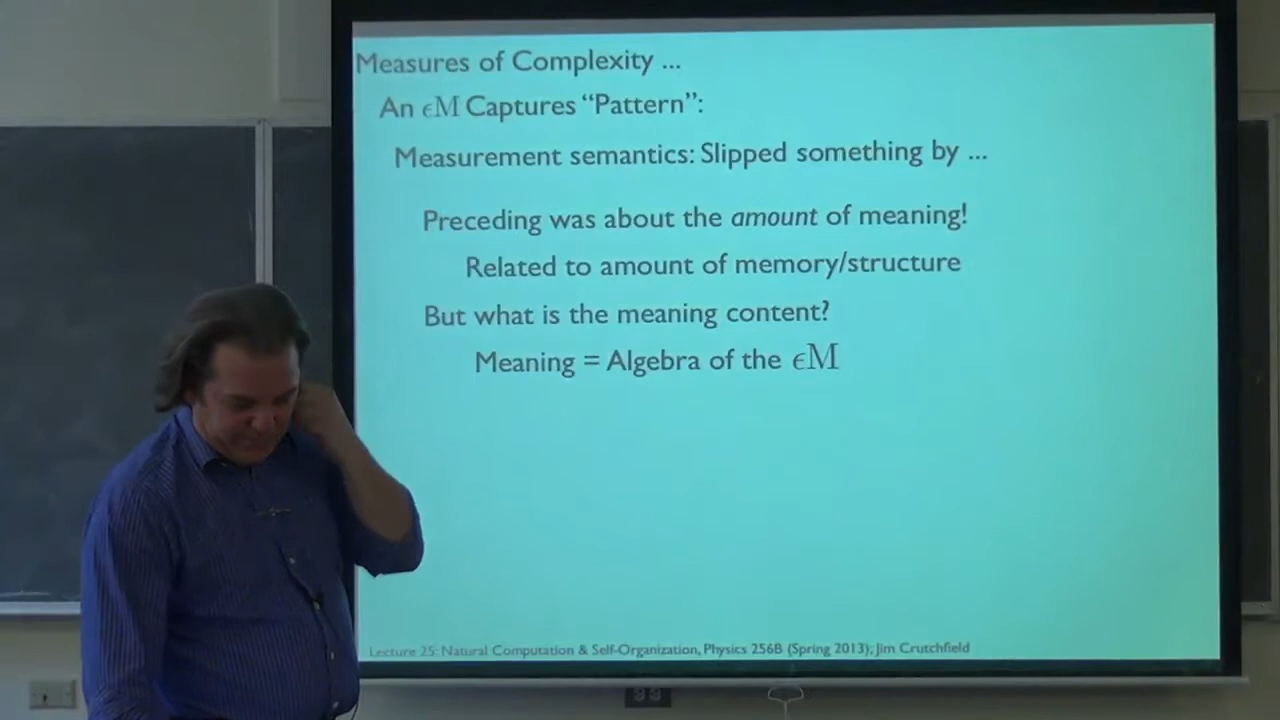 Measures of Complexity ...
An ϵM Captures “Pattern”:
Measurement semantics: Slipped something by ...
Preceding was about the amount of meaning!
Related to amount of memory/structure
But what is the meaning content?
Meaning = Algebra of the ϵM
Lecture 25: Natural Computation & Self-Organization, Physics 256B (Spring 2013); Jim Crutchfield